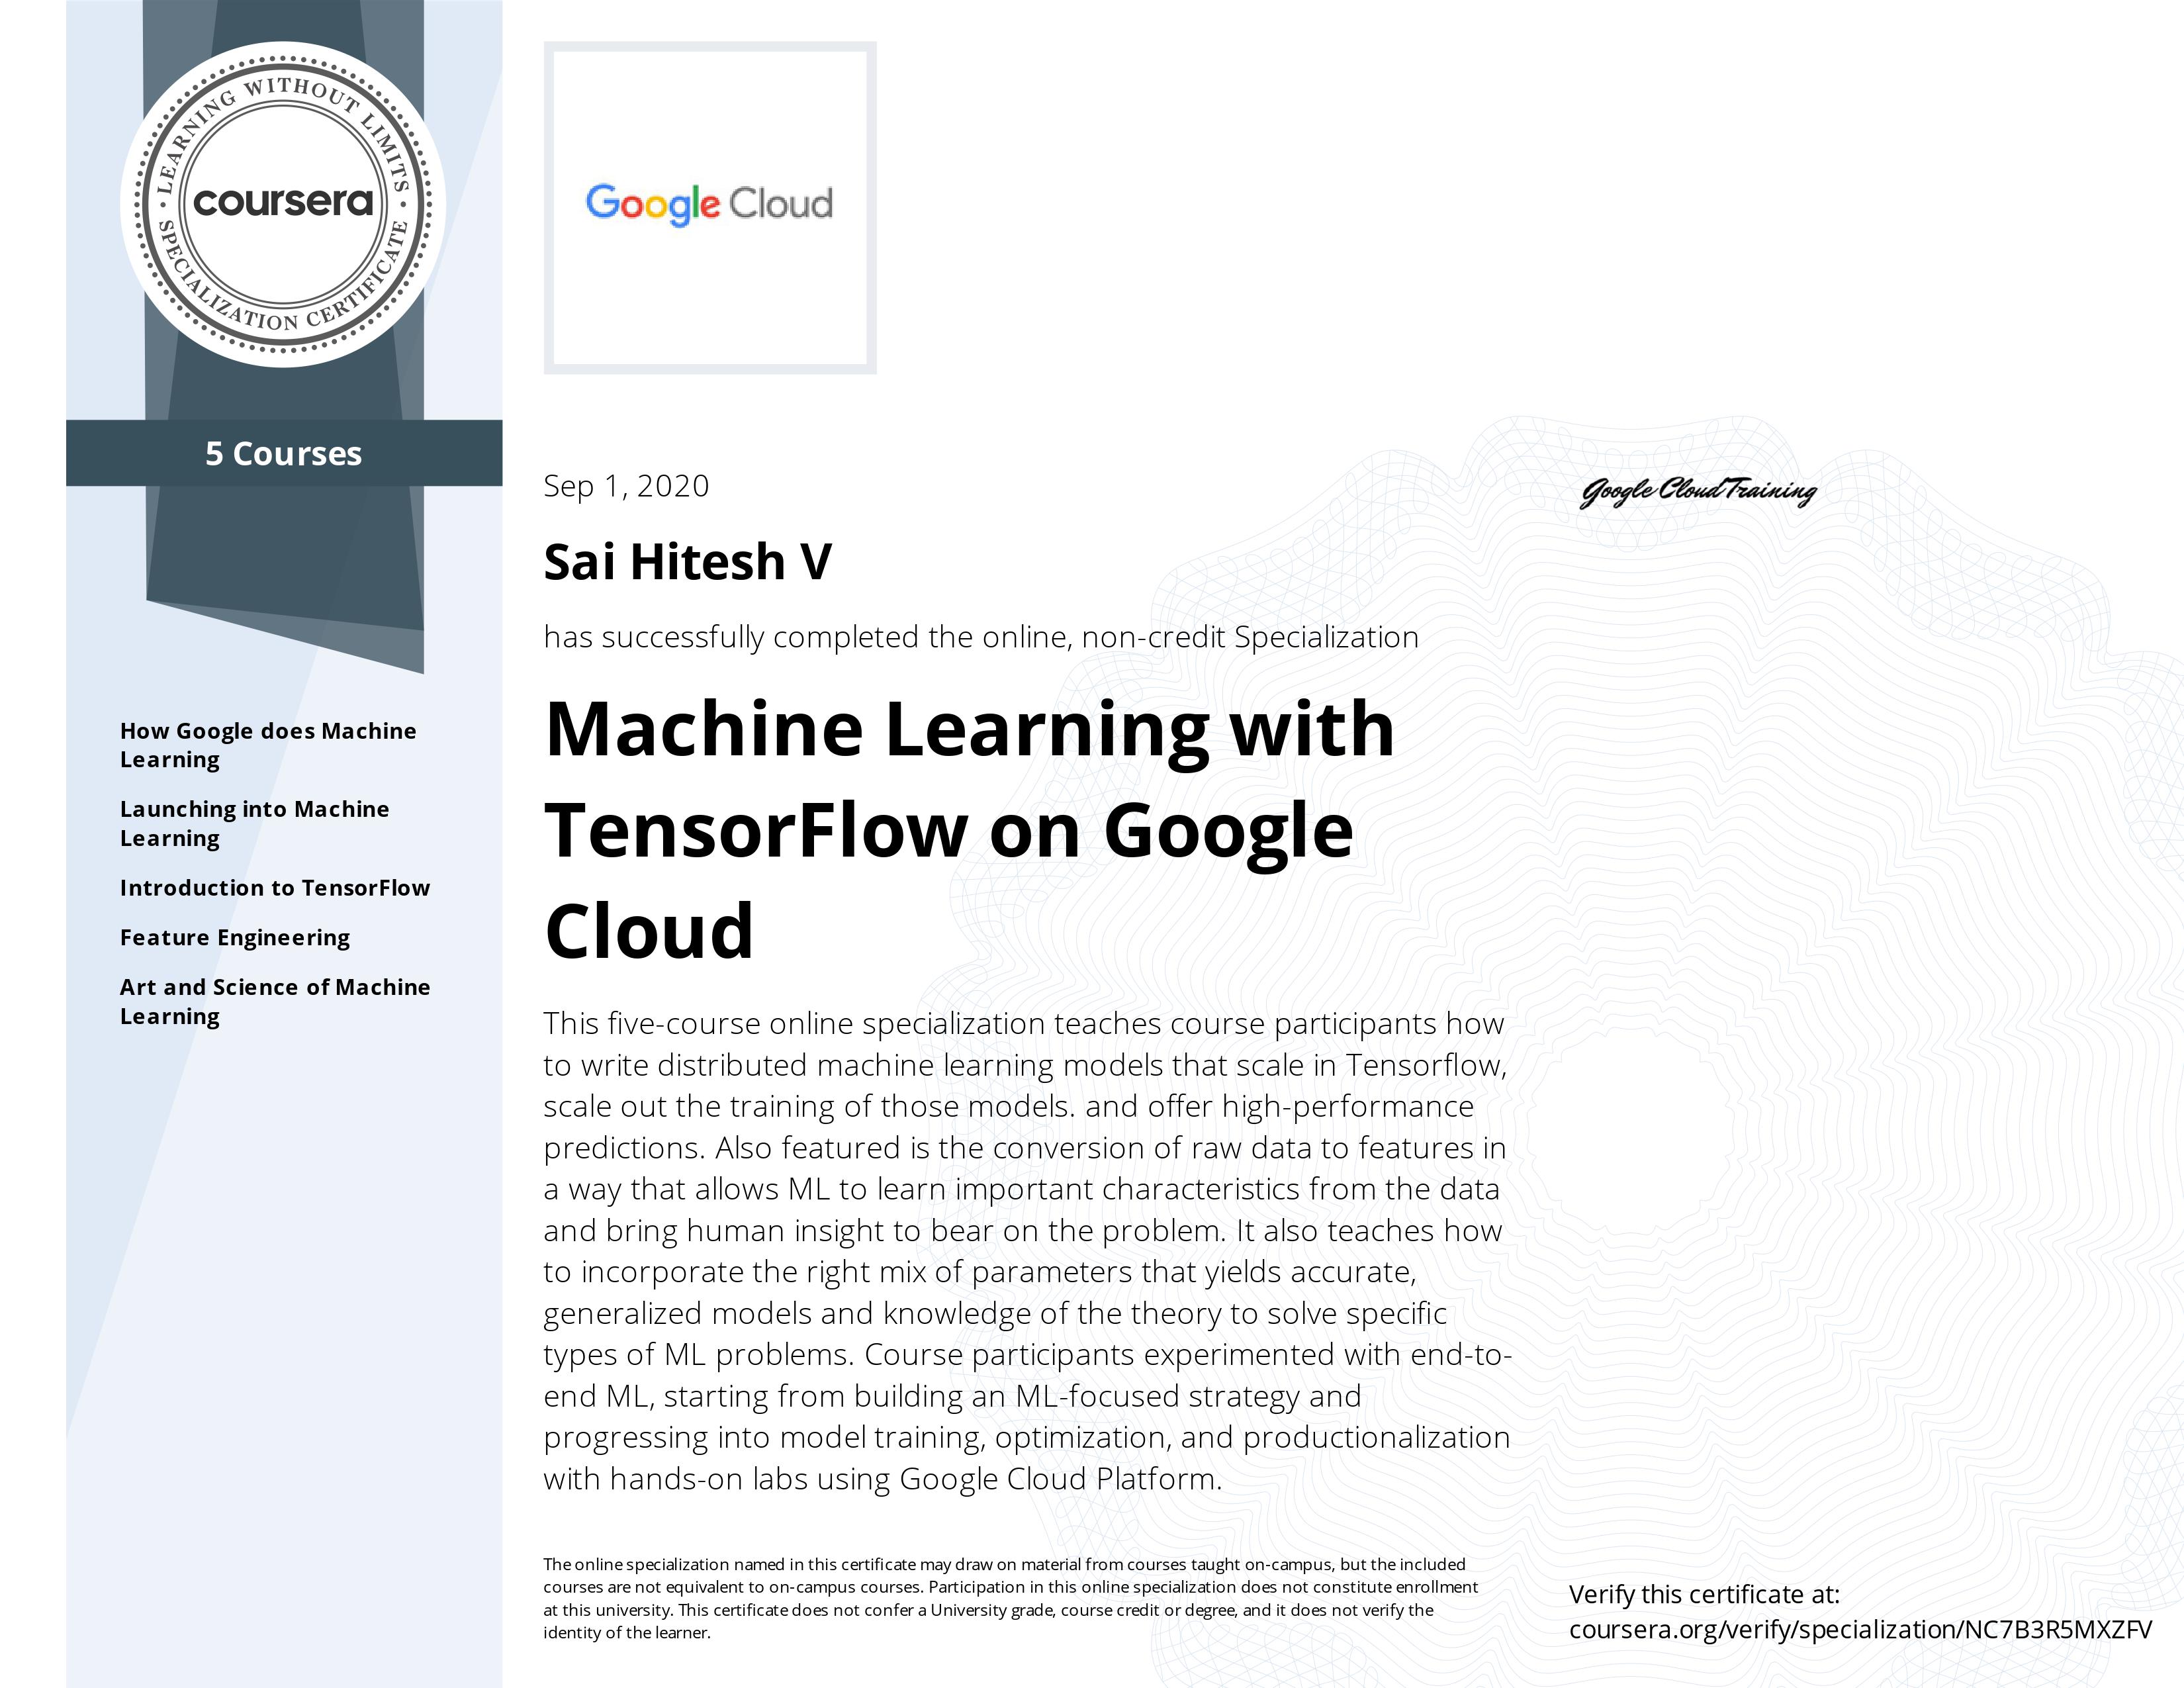 LEARNING WITHOUT LIMITS
coursera
SPECIALIZATION CERTIFICATE
5 Courses
How Google does Machine
Learning
Launching into Machine
Learning
Introduction to TensorFlow
Feature Engineering
Art and Science of Machine
Learning
Google Cloud
Sep 1, 2020
Sai Hitesh V
has successfully completed the online, non-credit Specialization
Machine Learning with
TensorFlow on Google
Cloud
This five-course online specialization teaches course participants how
to write distributed machine learning models that scale in Tensorflow,
scale out the training of those models. and offer high-performance
predictions. Also featured is the conversion of raw data to features in
a way that allows ML to learn important characteristics from the data
and bring human insight to bear on the problem. It also teaches how
to incorporate the right mix of parameters that yields accurate,
generalized models and knowledge of the theory to solve specific
types of ML problems. Course participants experimented with end-to-
end ML, starting from building an ML-focused strategy and
progressing into model training, optimization, and productionalization
with hands-on labs using Google Cloud Platform.
The online specialization named in this certificate may draw on material from courses taught on-campus, but the included
courses are not equivalent to on-campus courses. Participation in this online specialization does not constitute enrollment
at this university. This certificate does not confer a University grade, course credit or degree, and it does not verify the
identity of the learner.
Google Cloud Training
Verify this certificate at:
coursera.org/verify/specialization/NC7B3R5MXZFV